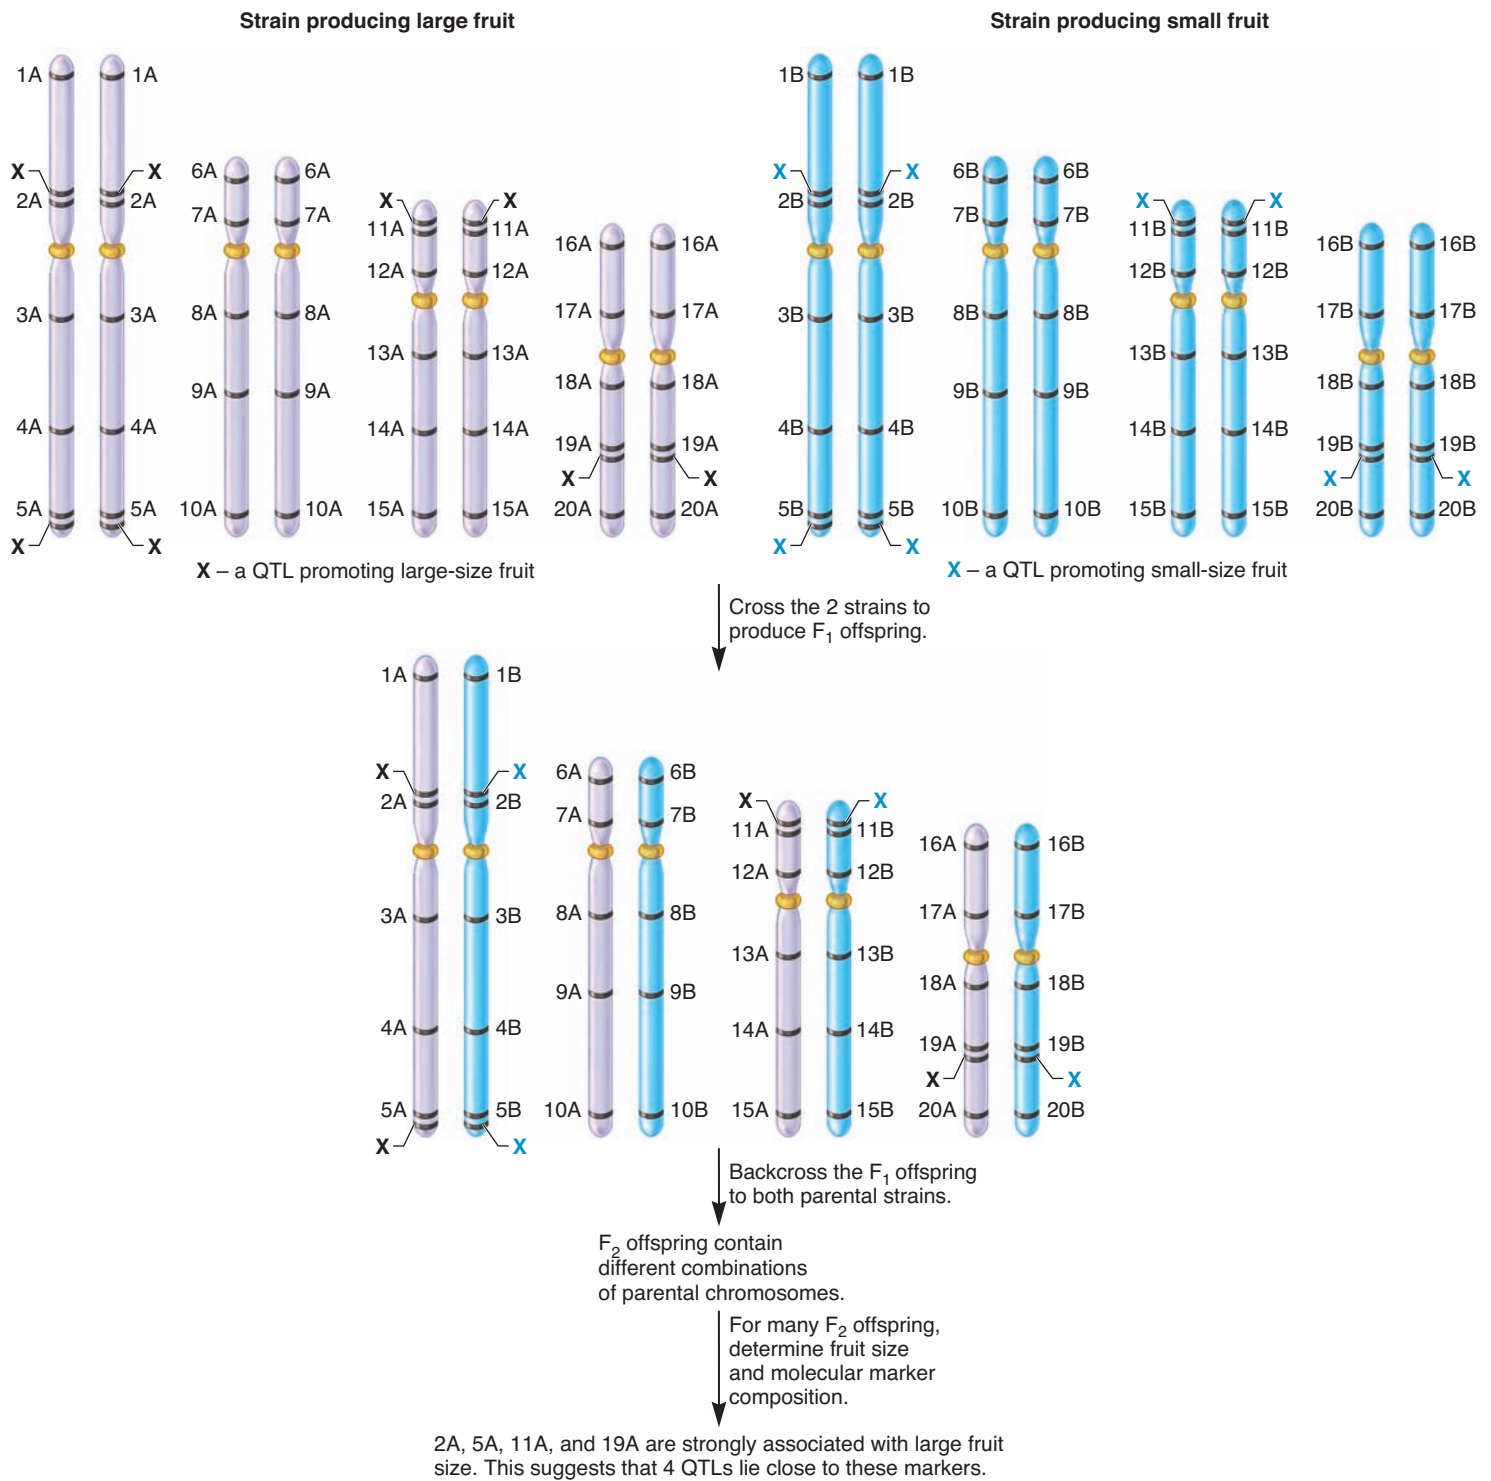 Strain producing large fruit
Strain producing small fruit
1A 1A
X X
2A 2A
3A 3A
4A 4A
5A 5A
X X
6A 6A
7A 7A
8A 8A
9A 9A
10A 10A
X X
11A 11A
12A 12A
13A 13A
14A 14A
15A 15A
16A 16A
17A 17A
18A 18A
19A 19A
X X
20A 20A
X – a QTL promoting large-size fruit
1B 1B
X X
2B 2B
3B 3B
4B 4B
5B 5B
X X
6B 6B
7B 7B
8B 8B
9B 9B
10B 10B
X X
11B 11B
12B 12B
13B 13B
14B 14B
15B 15B
16B 16B
17B 17B
18B 18B
19B 19B
X X
20B 20B
X – a QTL promoting small-size fruit
Cross the 2 strains to
produce F1 offspring.
1A 1B
X X
2A 2B
3A 3B
4A 4B
5A 5B
X X
6A 6B
7A 7B
8A 8B
9A 9B
10A 10B
X X
11A 11B
12A 12B
13A 13B
14A 14B
15A 15B
16A 16B
17A 17B
18A 18B
19A 19B
X X
20A 20B
Backcross the F1 offspring
to both parental strains.
F2 offspring contain
different combinations
of parental chromosomes.
For many F2 offspring,
determine fruit size
and molecular marker
composition.
2A, 5A, 11A, and 19A are strongly associated with large fruit
size. This suggests that 4 QTLs lie close to these markers.